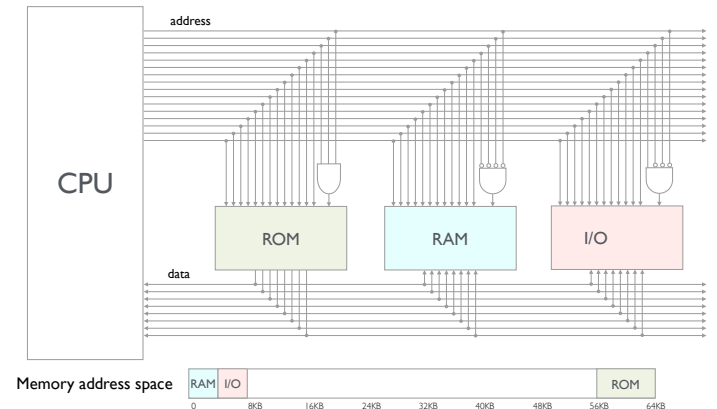 address
CPU
ROM
RAM
I/O
data
Memory address space
RAM
I/O
ROM
0
8KB
16KB
24KB
32KB
40KB
48KB
56KB
64KB